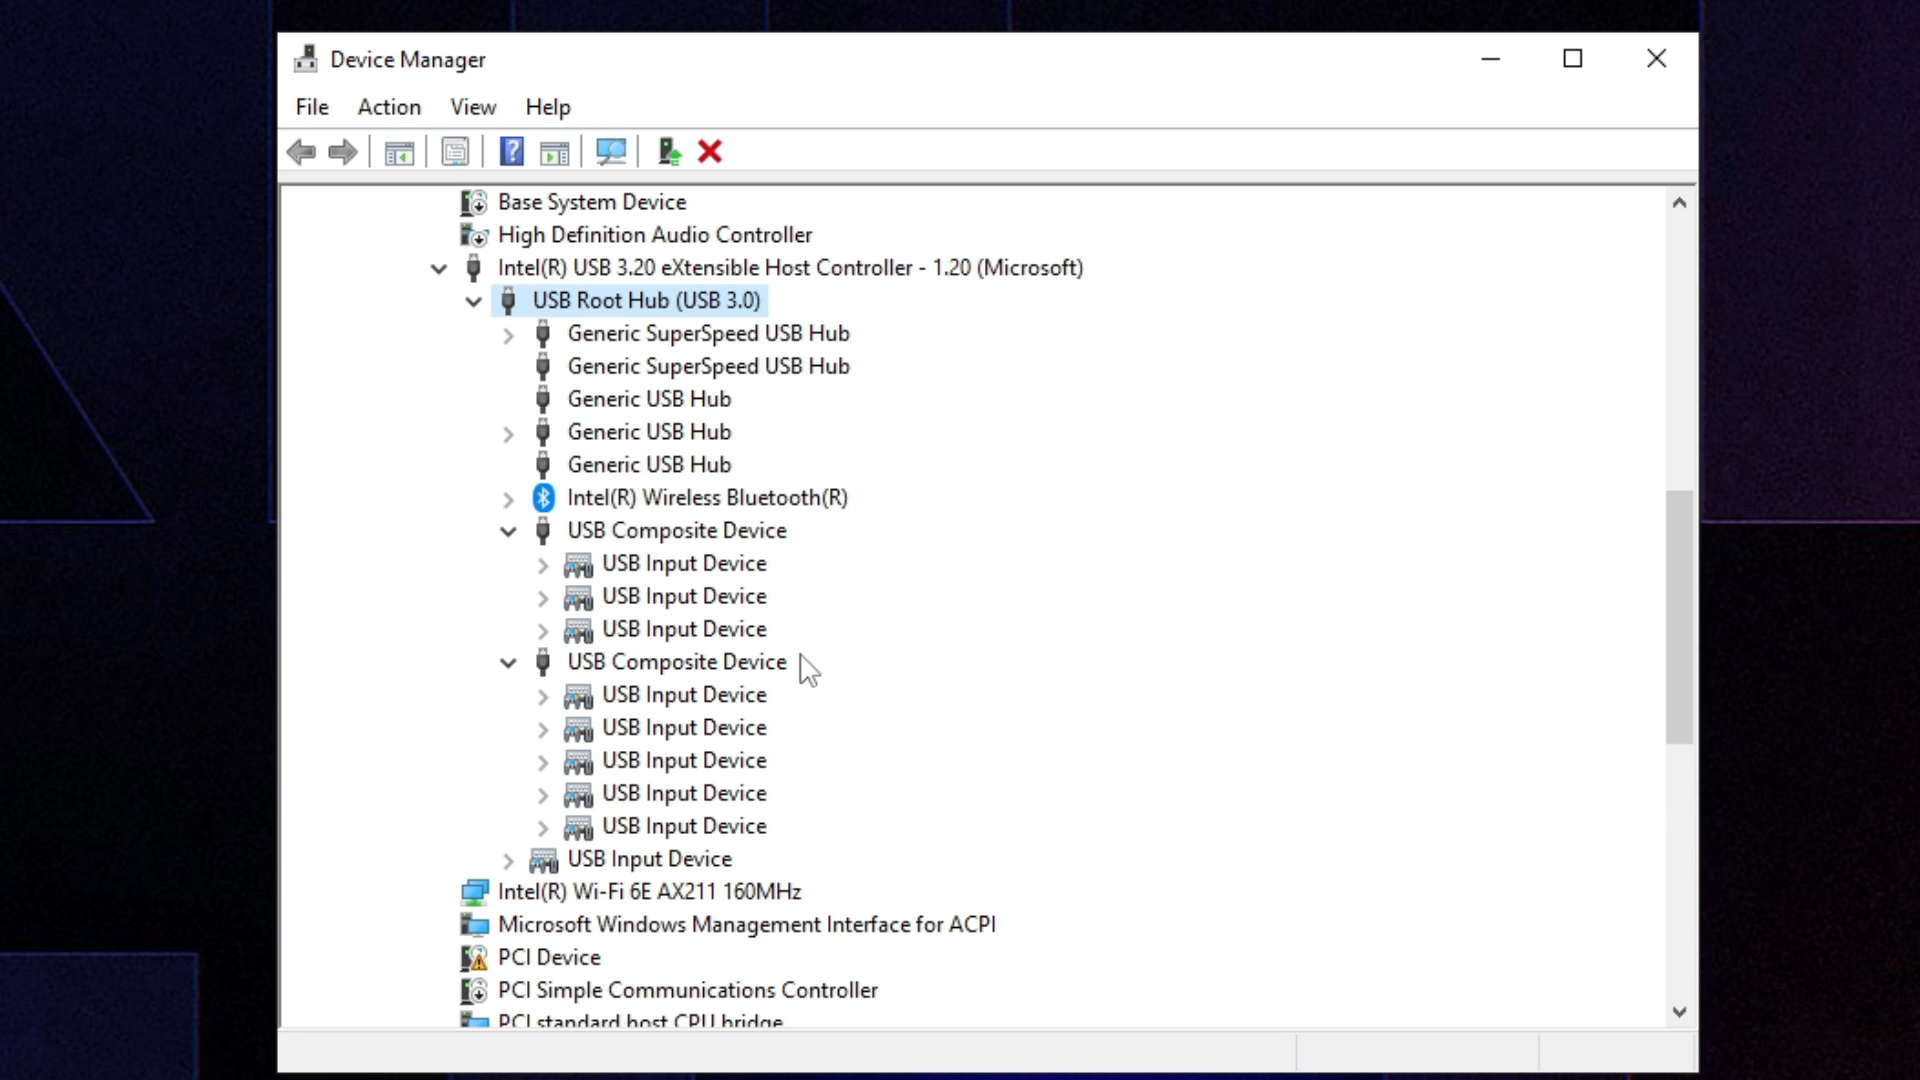 Device Manager
File Action View Help
Base System Device
High Definition Audio Controller
Intel(R) USB 3.20 eXtensible Host Controller - 1.20 (Microsoft)
USB Root Hub (USB 3.0)
Generic SuperSpeed USB Hub
Generic SuperSpeed USB Hub
Generic USB Hub
Generic USB Hub
Generic USB Hub
Intel(R) Wireless Bluetooth(R)
USB Composite Device
USB Input Device
USB Input Device
USB Input Device
USB Composite Device
USB Input Device
USB Input Device
USB Input Device
USB Input Device
USB Input Device
USB Input Device
Intel(R) Wi-Fi 6E AX211 160MHz
Microsoft Windows Management Interface for ACPI
PCI Device
PCI Simple Communications Controller
PCI standard host CPU bridge